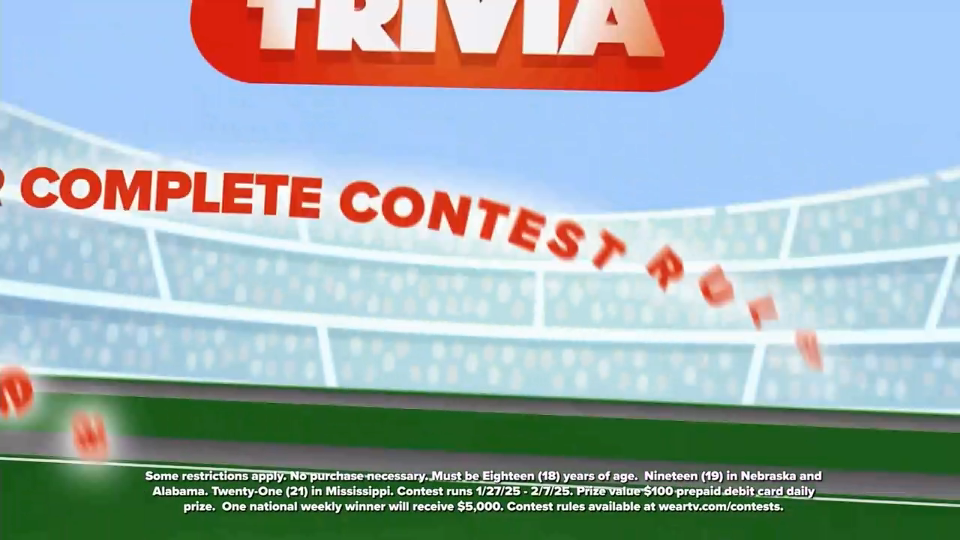 TRIVIA
COMPLETE CONTEST RULE
Some restrictions apply. No purchase necessary. Must be Eighteen (18) years of age. Nineteen (19) in Nebraska and
Alabama. Twenty-One (21) in Mississippi. Contest runs 1/27/25 - 2/7/25. Prize value $100 prepaid debit card daily
prize. One national weekly winner will receive $5,000. Contest rules available at weartv.com/contests.